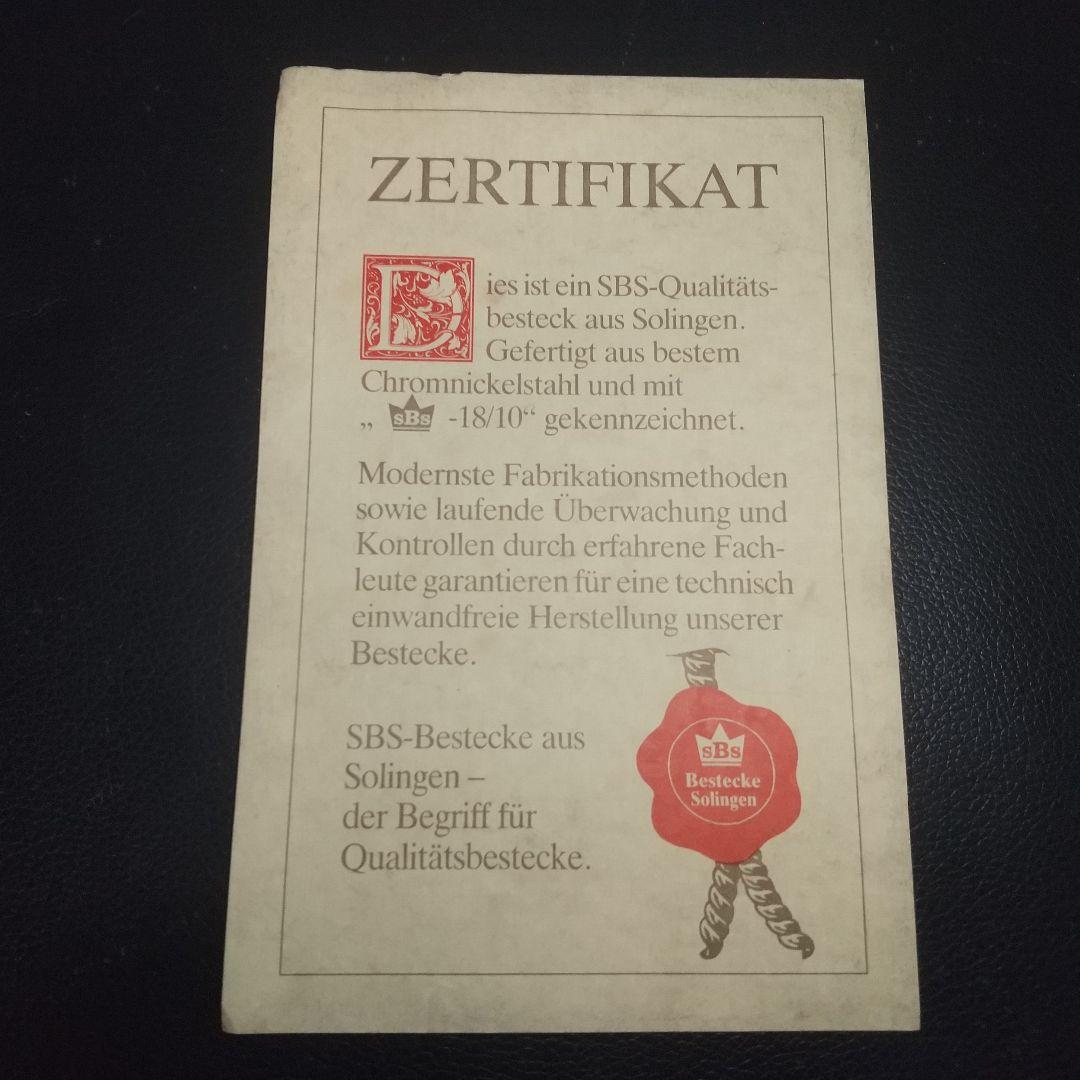 ZERTIFIKAT
Dies ist ein SBS-Qualitäts-
besteck aus Solingen.
Gefertigt aus bestem
Chromnickelstahl und mit
„ sBs -18/10“ gekennzeichnet.
Modernste Fabrikationsmethoden
sowie laufende Überwachung und
Kontrollen durch erfahrene Fach-
leute garantieren für eine technisch
einwandfreie Herstellung unserer
Bestecke.
SBS-Bestecke aus
Solingen –
der Begriff für
Qualitätsbestecke.
sBs
Bestecke
Solingen